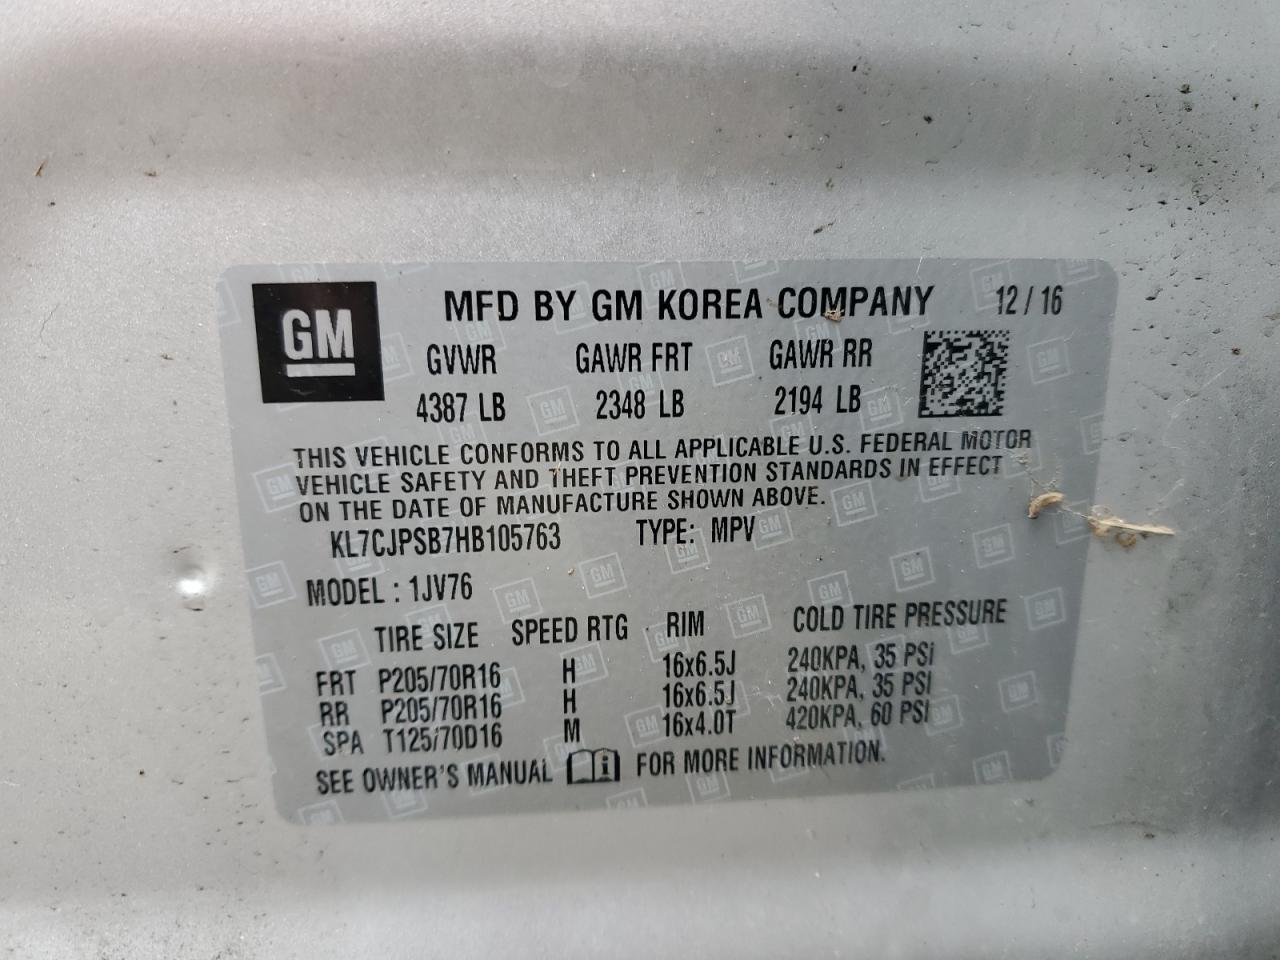 GM MFD BY GM KOREA COMPANY 12 / 16
GVWR GAWR FRT GAWR RR
4387 LB 2348 LB 2194 LB
THIS VEHICLE CONFORMS TO ALL APPLICABLE U.S. FEDERAL MOTOR
VEHICLE SAFETY AND THEFT PREVENTION STANDARDS IN EFFECT
ON THE DATE OF MANUFACTURE SHOWN ABOVE.
KL7CJPSB7HB105763 TYPE: MPV
MODEL : 1JV76
TIRE SIZE SPEED RTG RIM COLD TIRE PRESSURE
FRT P205/70R16 H 16x6.5J 240KPA, 35 PSI
RR P205/70R16 H 16x6.5J 240KPA, 35 PSI
SPA T125/70D16 M 16x4.0T 420KPA, 60 PSI
SEE OWNER'S MANUAL i FOR MORE INFORMATION.